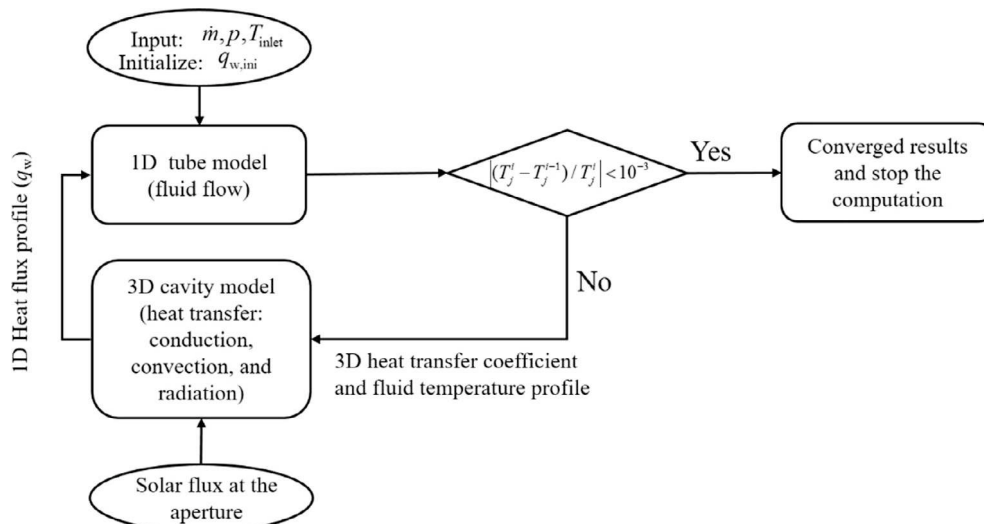 Input: ṁ, p, T_inlet
Initialize: q_w,ini
1D tube model
(fluid flow)
|(T_j^i − T_j^{i−1}) / T_j^i| < 10^{−3}
Yes
Converged results
and stop the
computation
No
1D Heat flux profile (q_w)
3D cavity model
(heat transfer:
conduction,
convection, and
radiation)
3D heat transfer coefficient
and fluid temperature profile
Solar flux at the
aperture